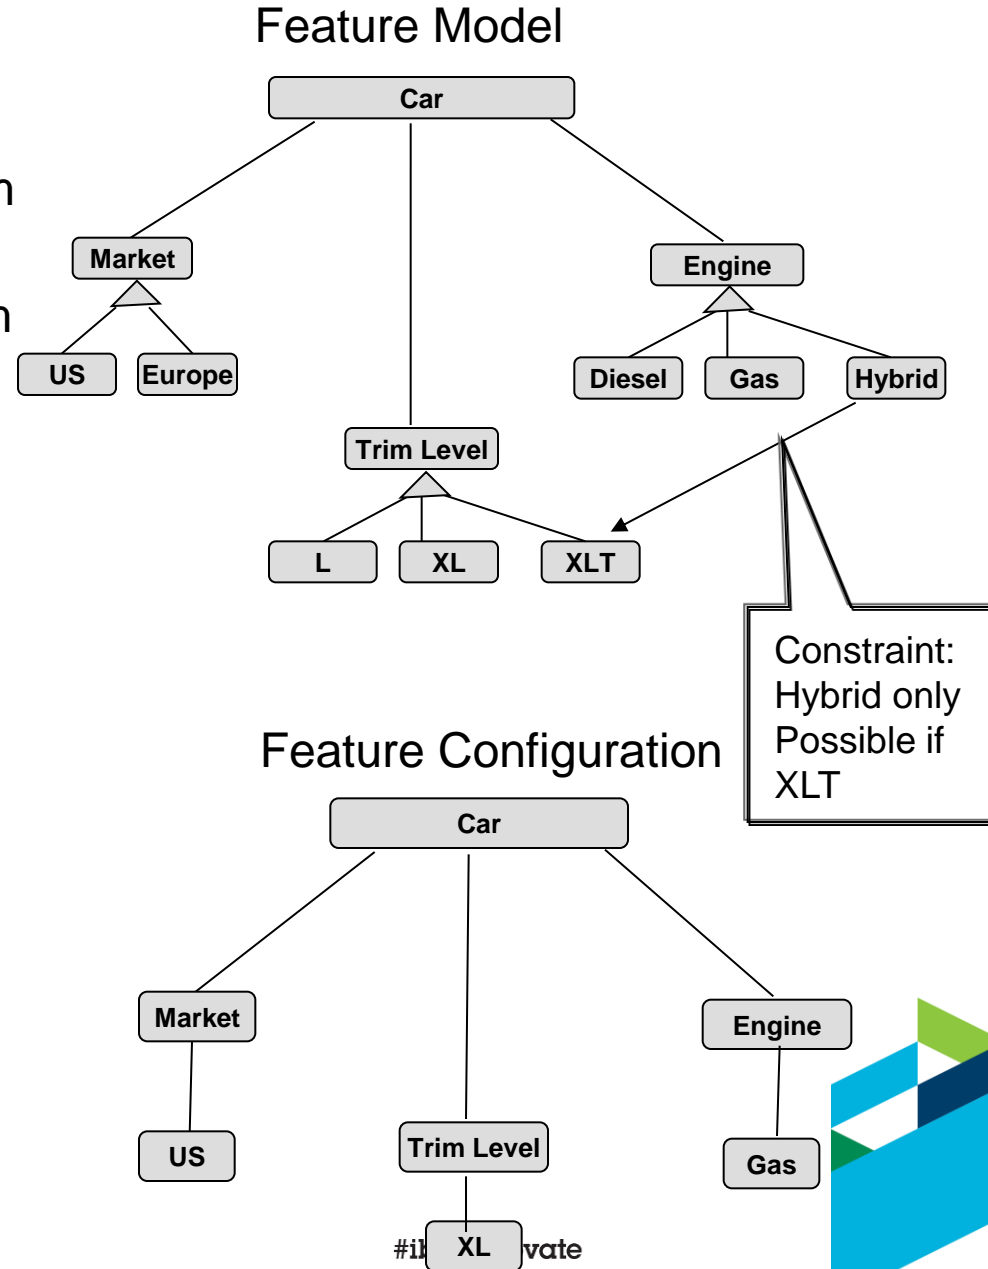 Feature Model
Car
Market
Engine
US
Europe
Diesel
Gas
Hybrid
Trim Level
L
XL
XLT
Constraint:
Hybrid only
Possible if
XLT
Feature Configuration
Car
Market
Engine
US
Trim Level
Gas
XL